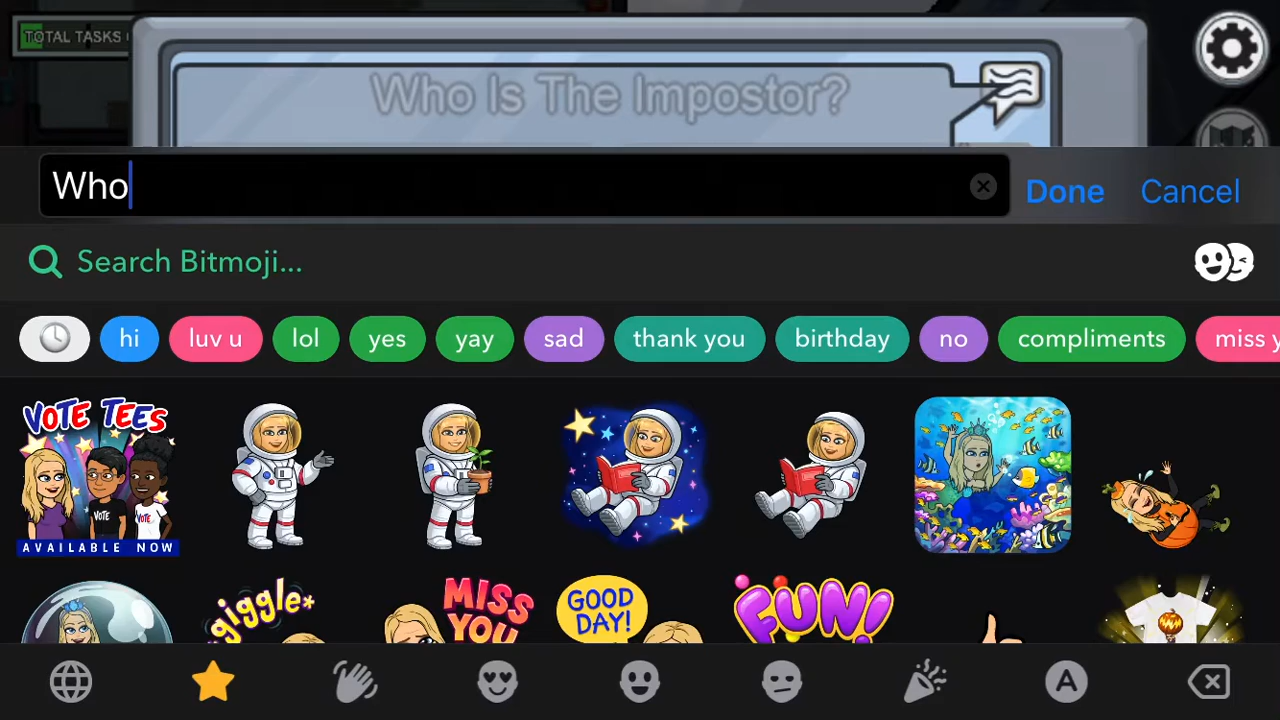 TOTAL TASKS
Who Is The Impostor?
Who
Done
Cancel
Search Bitmoji...
hi
luv u
lol
yes
yay
sad
thank you
birthday
no
compliments
miss y
VOTE TEES
VOTE
VOTE
AVAILABLE NOW
*giggle*
MISS YOU
GOOD DAY!
FUN!
A